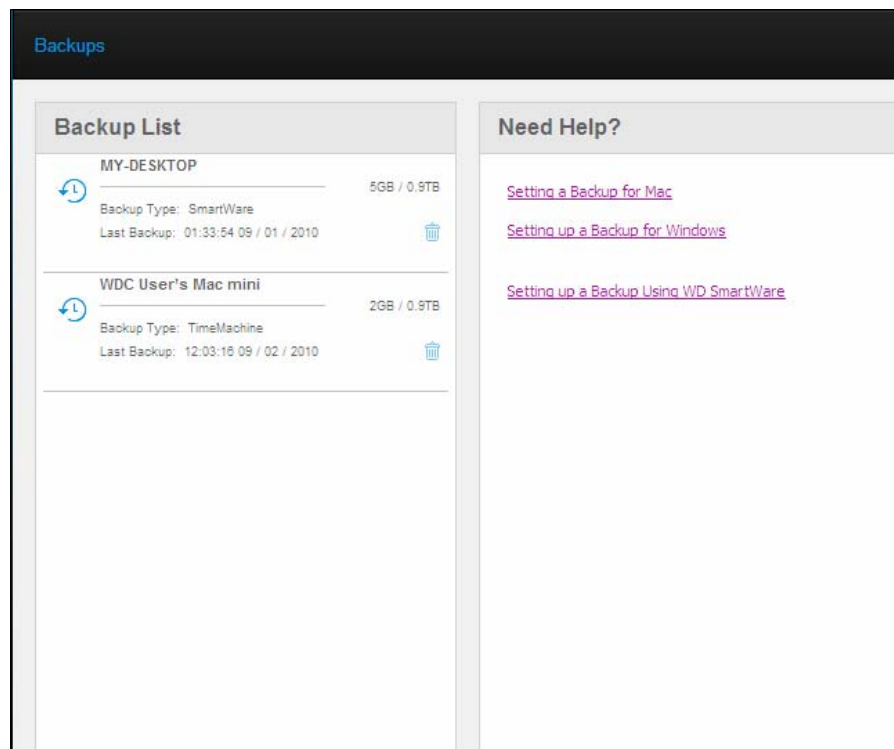 Backups
Backup List
MY-DESKTOP
5GB / 0.9TB
Backup Type: SmartWare
Last Backup: 01:33:54 09 / 01 / 2010
WDC User's Mac mini
2GB / 0.9TB
Backup Type: TimeMachine
Last Backup: 12:03:16 09 / 02 / 2010
Need Help?
Setting a Backup for Mac
Setting up a Backup for Windows
Setting up a Backup Using WD SmartWare